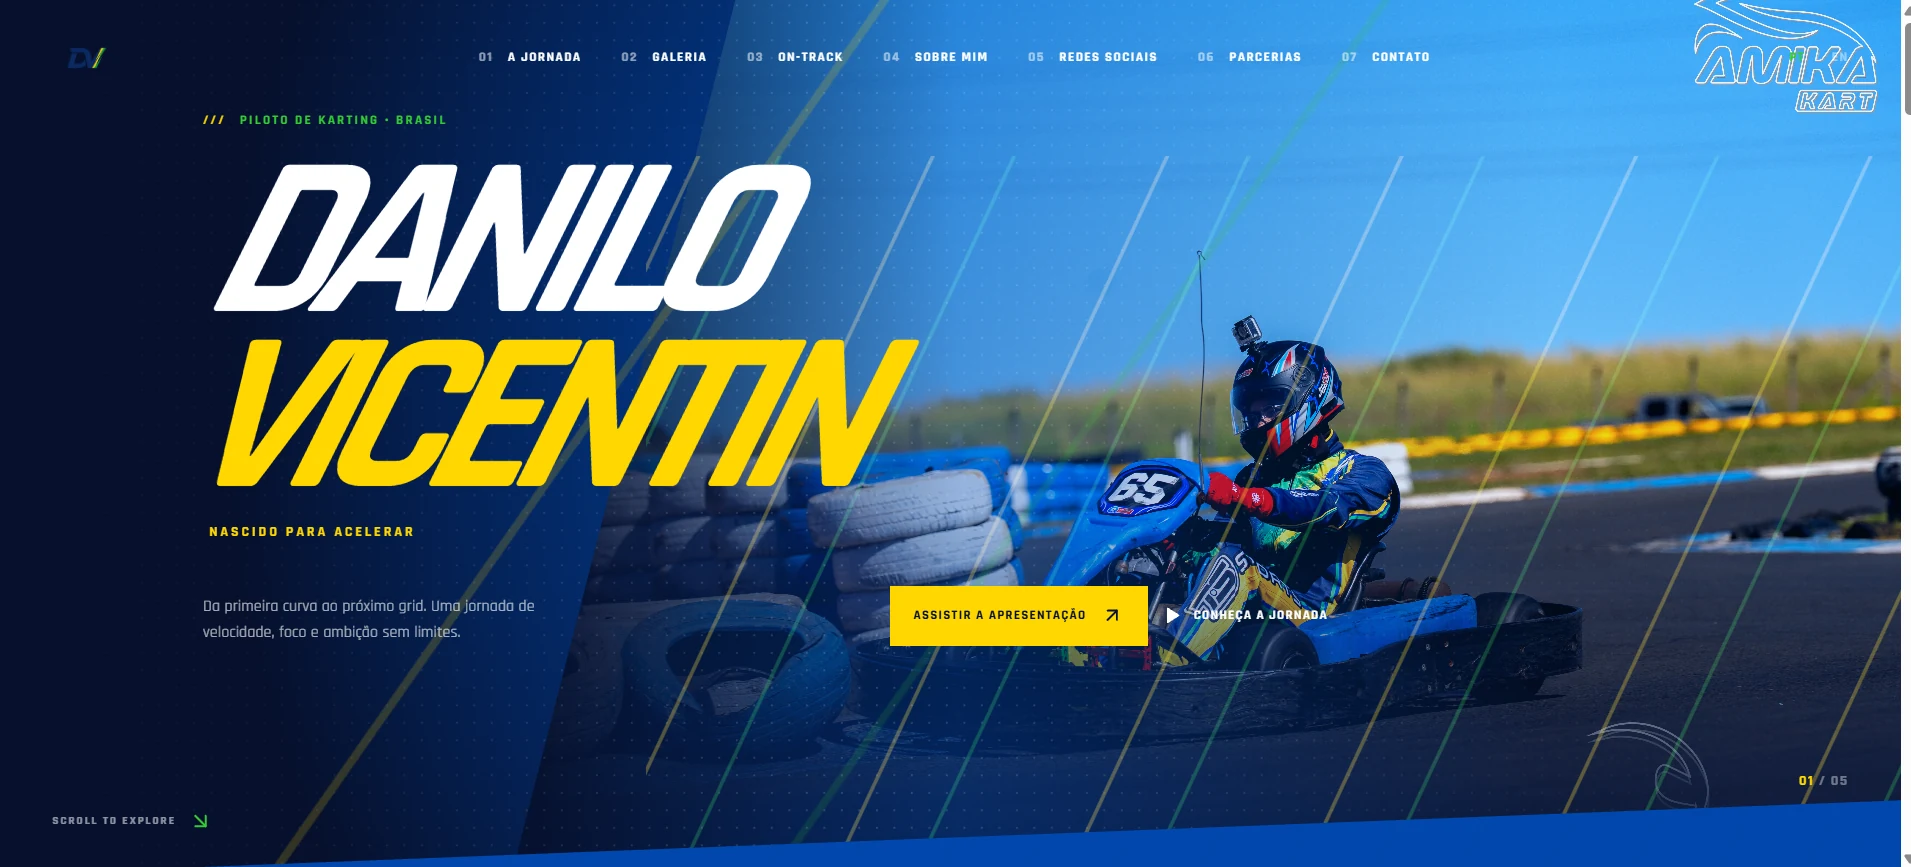 DV/
01 A JORNADA 02 GALERIA 03 ON-TRACK 04 SOBRE MIM 05 REDES SOCIAIS 06 PARCERIAS 07 CONTATO
EN
AMIKA
KART
/// PILOTO DE KARTING • BRASIL
DANILO
VICENTIN
65
NASCIDO PARA ACELERAR
Da primeira curva ao próximo grid. Uma jornada de
velocidade, foco e ambição sem limites.
ASSISTIR A APRESENTAÇÃO
CONHEÇA A JORNADA
01 / 05
SCROLL TO EXPLORE